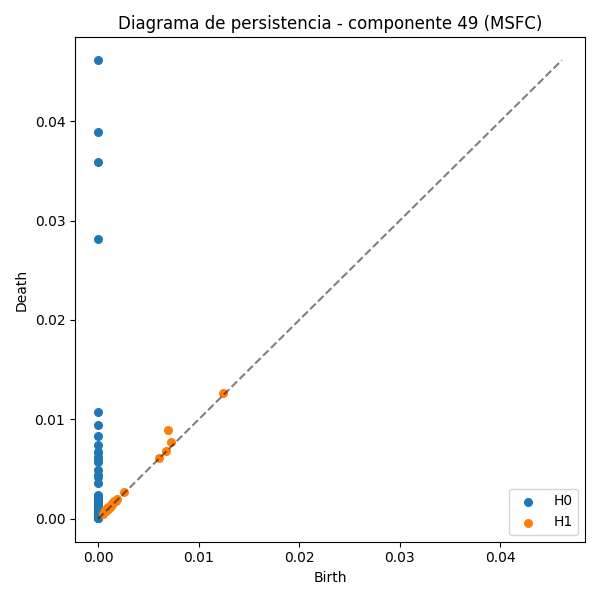 Diagrama de persistencia - componente 49 (MSFC)
0.04
0.03
0.02
0.01
0.00
Death
0.00 0.01 0.02 0.03 0.04
Birth
H0
H1